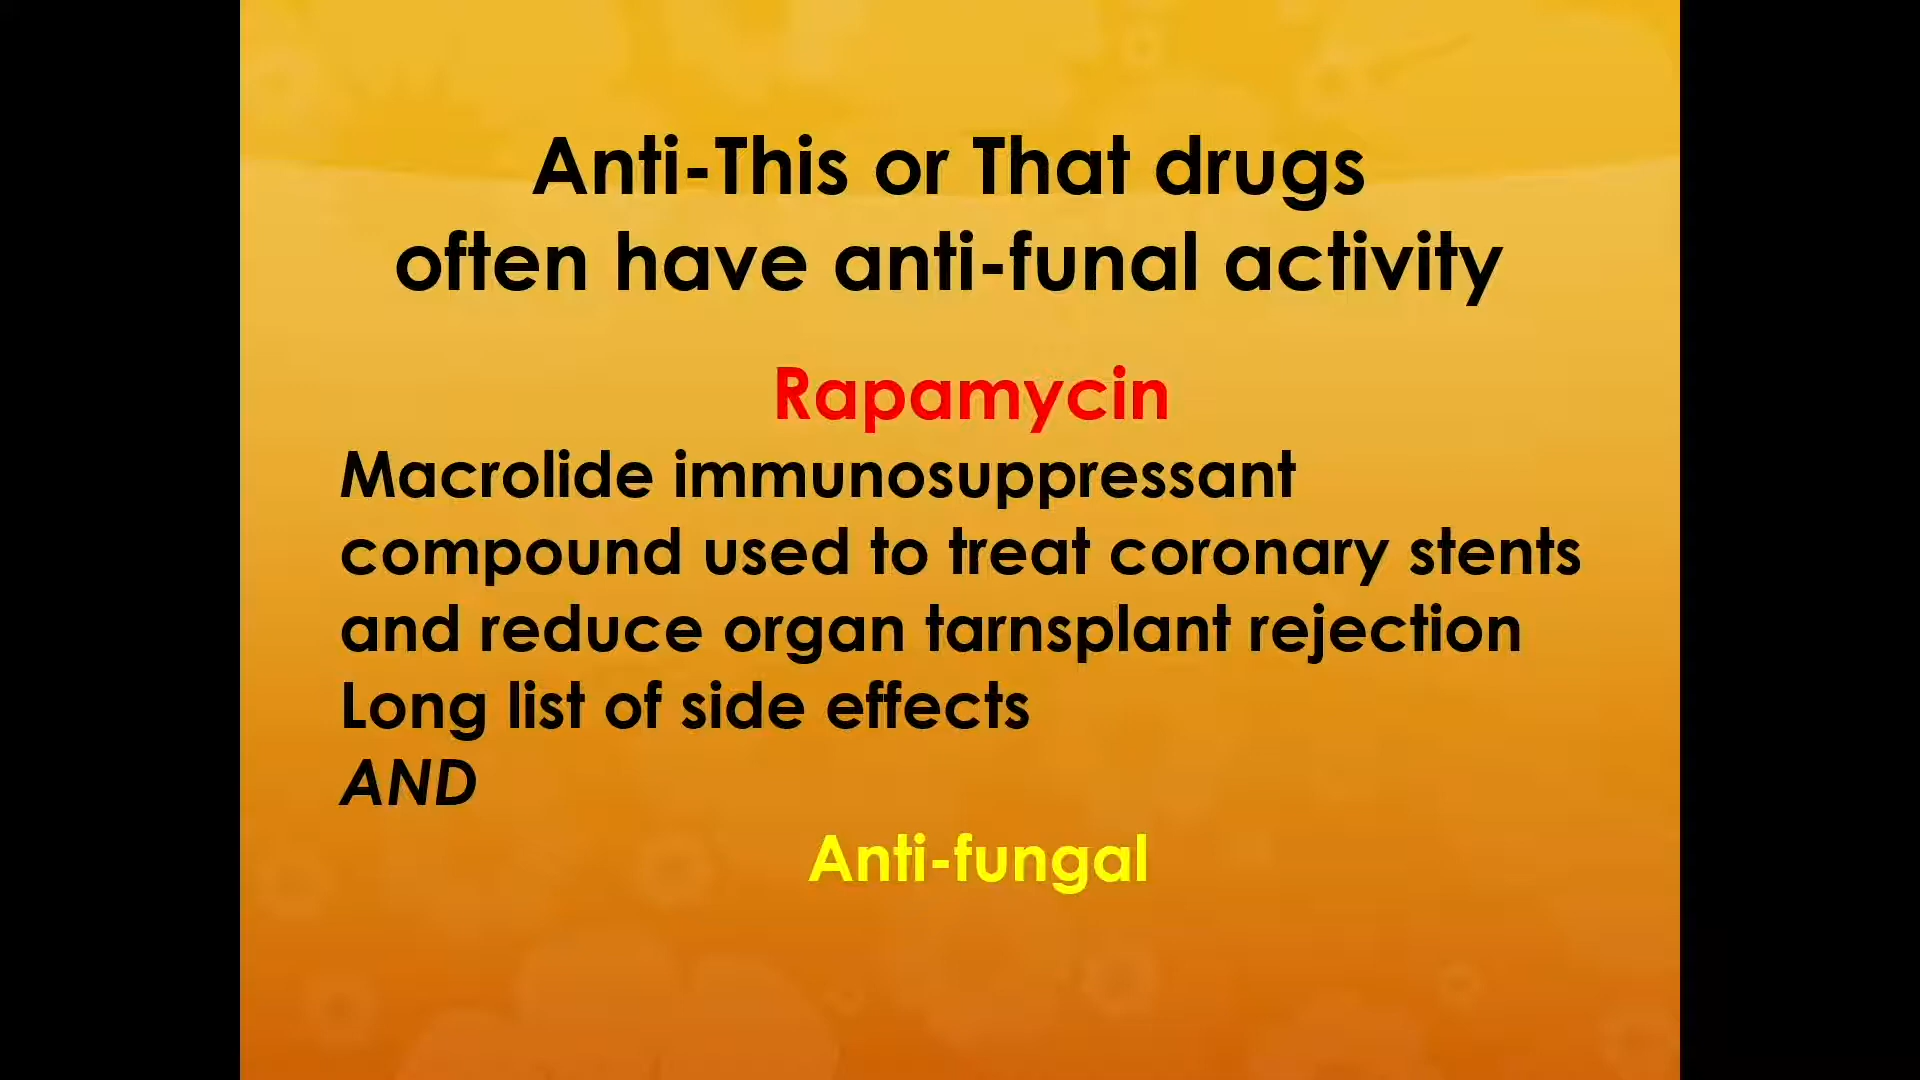 Anti-This or That drugs
often have anti-funal activity
Rapamycin
Macrolide immunosuppressant
compound used to treat coronary stents
and reduce organ tarnsplant rejection
Long list of side effects
AND
Anti-fungal